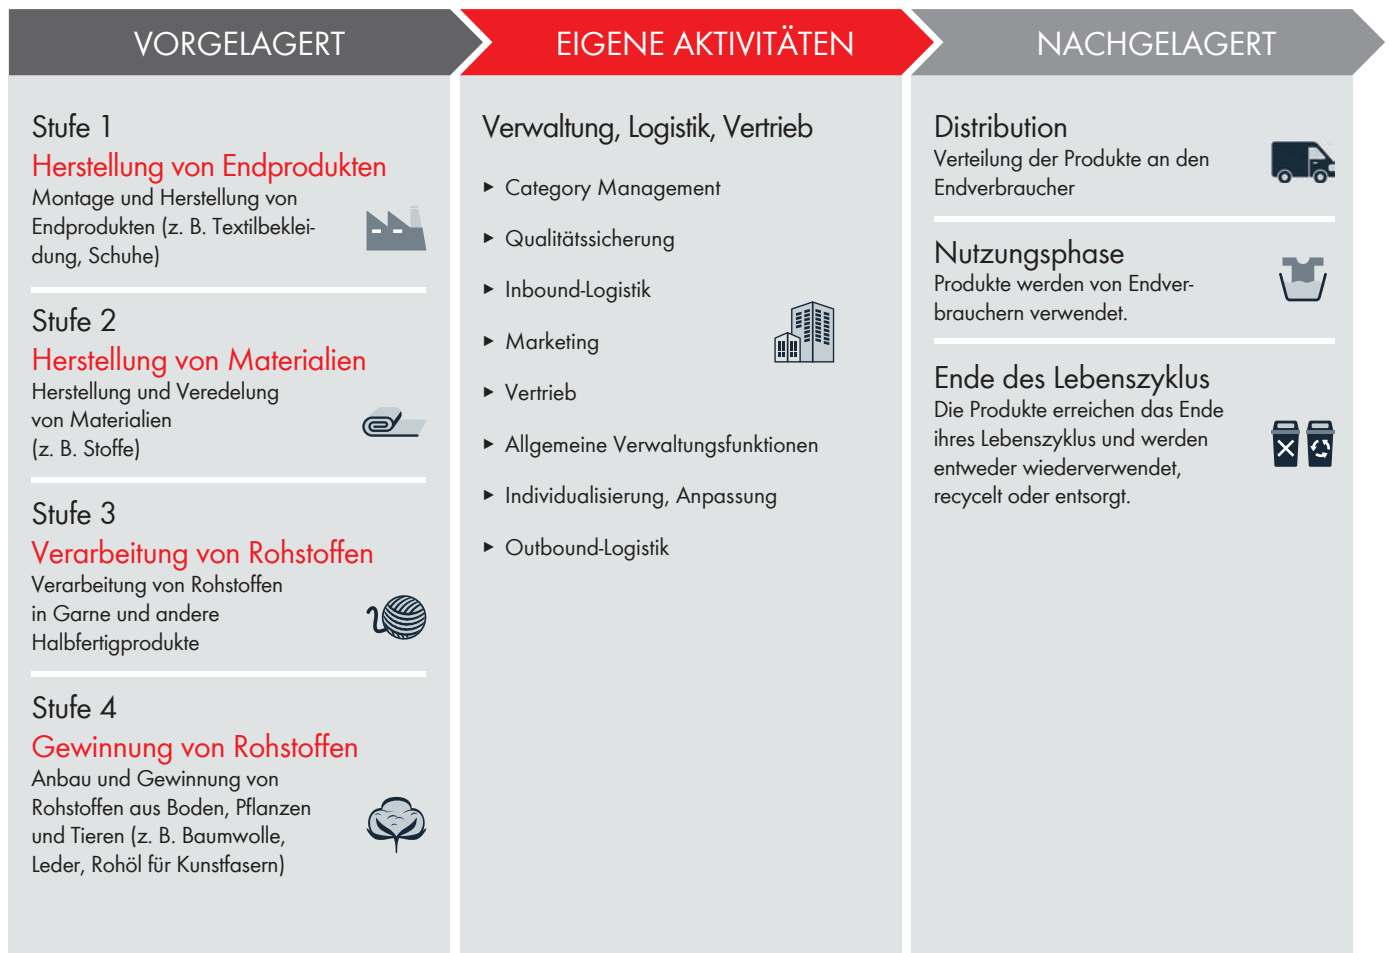 VORGELAGERT
Stufe 1
Herstellung von Endprodukten
Montage und Herstellung von
Endprodukten (z. B. Textilbeklei-
dung, Schuhe)
Stufe 2
Herstellung von Materialien
Herstellung und Veredelung
von Materialien
(z. B. Stoffe)
Stufe 3
Verarbeitung von Rohstoffen
Verarbeitung von Rohstoffen
in Garne und andere
Halbfertigprodukte
Stufe 4
Gewinnung von Rohstoffen
Anbau und Gewinnung von
Rohstoffen aus Boden, Pflanzen
und Tieren (z. B. Baumwolle,
Leder, Rohöl für Kunstfasern)
EIGENE AKTIVITÄTEN
Verwaltung, Logistik, Vertrieb
▸ Category Management
▸ Qualitätssicherung
▸ Inbound-Logistik
▸ Marketing
▸ Vertrieb
▸ Allgemeine Verwaltungsfunktionen
▸ Individualisierung, Anpassung
▸ Outbound-Logistik
NACHGELAGERT
Distribution
Verteilung der Produkte an den
Endverbraucher
Nutzungsphase
Produkte werden von Endver-
brauchern verwendet.
Ende des Lebenszyklus
Die Produkte erreichen das Ende
ihres Lebenszyklus und werden
entweder wiederverwendet,
recycelt oder entsorgt.